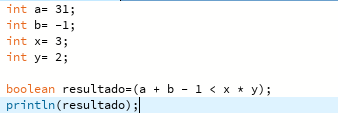 int a= 31;
int b= -1;
int x= 3;
int y= 2;
boolean resultado=(a + b - 1 < x * y);
println(resultado);